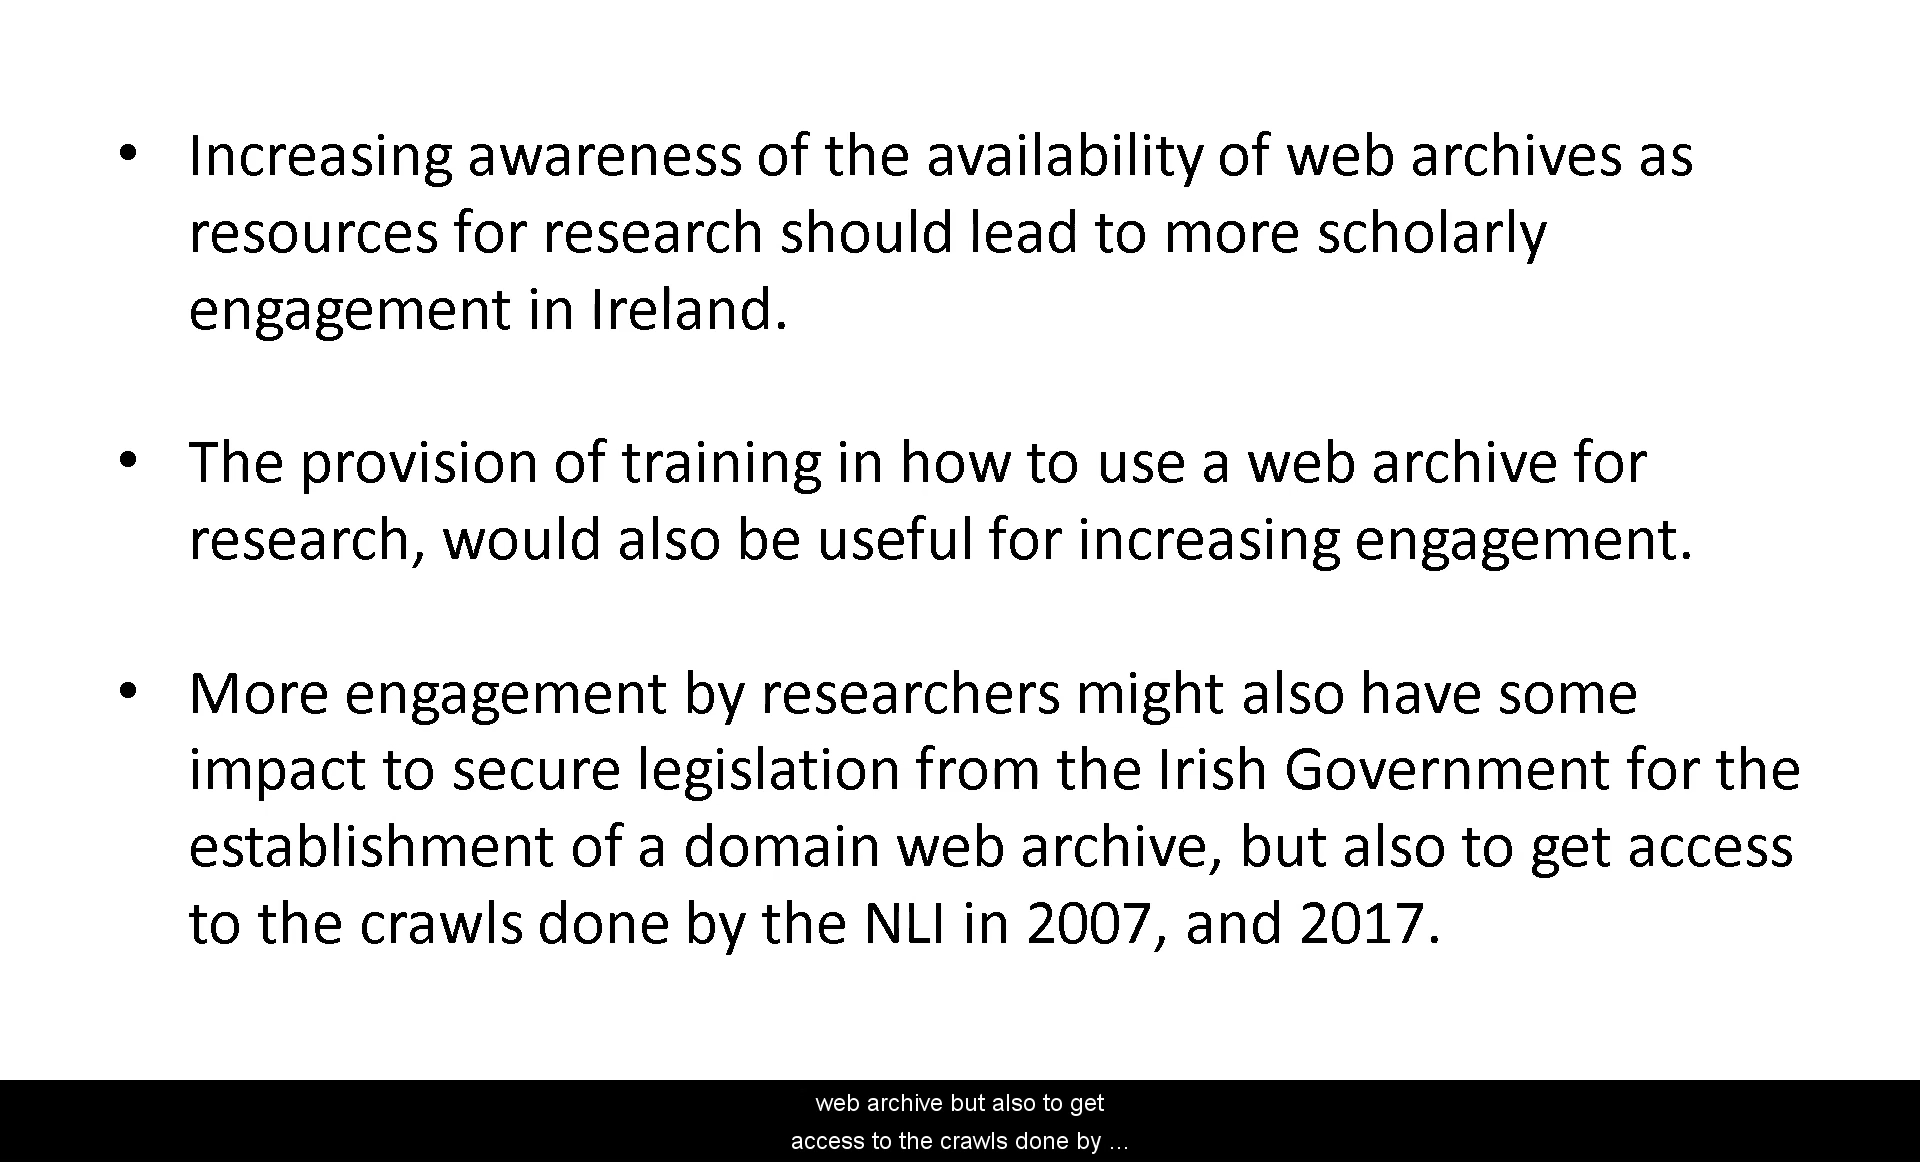 • Increasing awareness of the availability of web archives as
resources for research should lead to more scholarly
engagement in Ireland.
• The provision of training in how to use a web archive for
research, would also be useful for increasing engagement.
• More engagement by researchers might also have some
impact to secure legislation from the Irish Government for the
establishment of a domain web archive, but also to get access
to the crawls done by the NLI in 2007, and 2017.
web archive but also to get
access to the crawls done by ...